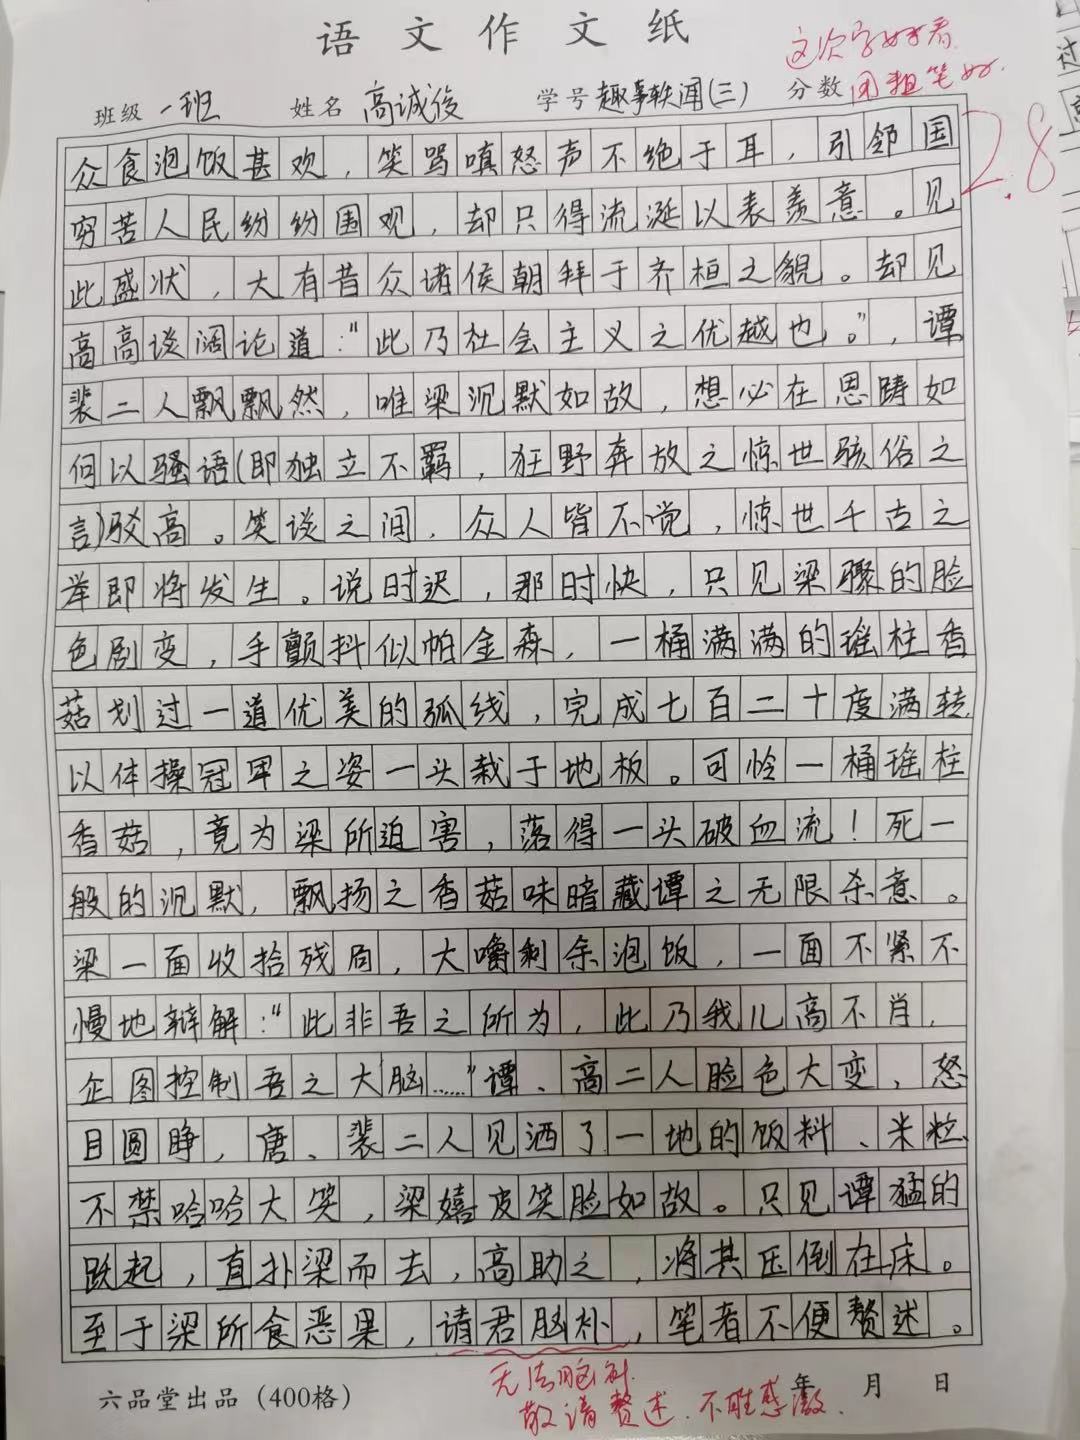 语文作文纸
这次字好看
班级 一班 姓名 高诚俊 学号 趣事轶闻(三) 分数 因粗笔好.
2.8
众食泡饭甚欢，笑骂嗔怒声不绝于耳，引邻国
穷苦人民纷纷围观，却只得流涎以表羡意。见
此盛状，大有昔众诸侯朝拜于齐桓之貌。却见
高高谈阔论道：“此乃社会主义之优越也。”，谭
裴二人飘飘然，唯梁沉默如故，想必在思畴如
何以骚语(即独立不羁，狂野奔放之惊世骇俗之
言)驳高。笑谈之间，众人皆不觉，惊世千古之
举即将发生。说时迟，那时快，只见梁骤的脸
色剧变，手颤抖似帕金森，一桶满满的瑶柱香
菇划过一道优美的弧线，完成七百二十度满转
以体操冠军之姿一头栽于地板。可怜一桶瑶柱
香菇，竟为梁所迫害，落得一头破血流！死一
般的沉默，飘扬之香菇味暗藏谭之无限杀意。
梁一面收拾残局，大嚼剩余泡饭，一面不紧不
慢地辩解：“此非吾之所为，此乃我儿高不肖，
企图控制吾之大脑……”谭、高二人脸色大变，怒
目圆睁，唐、裴二人见洒了一地的饭料、米粒
不禁哈哈大笑，梁嬉皮笑脸如故。只见谭猛的
跃起，直扑梁而去，高助之，将其压倒在床。
至于梁所食恶果，请君脑补，笔者不便赘述。
无法脑补.
敬请赘述.不胜感激.
六品堂出品（400格） 年 月 日